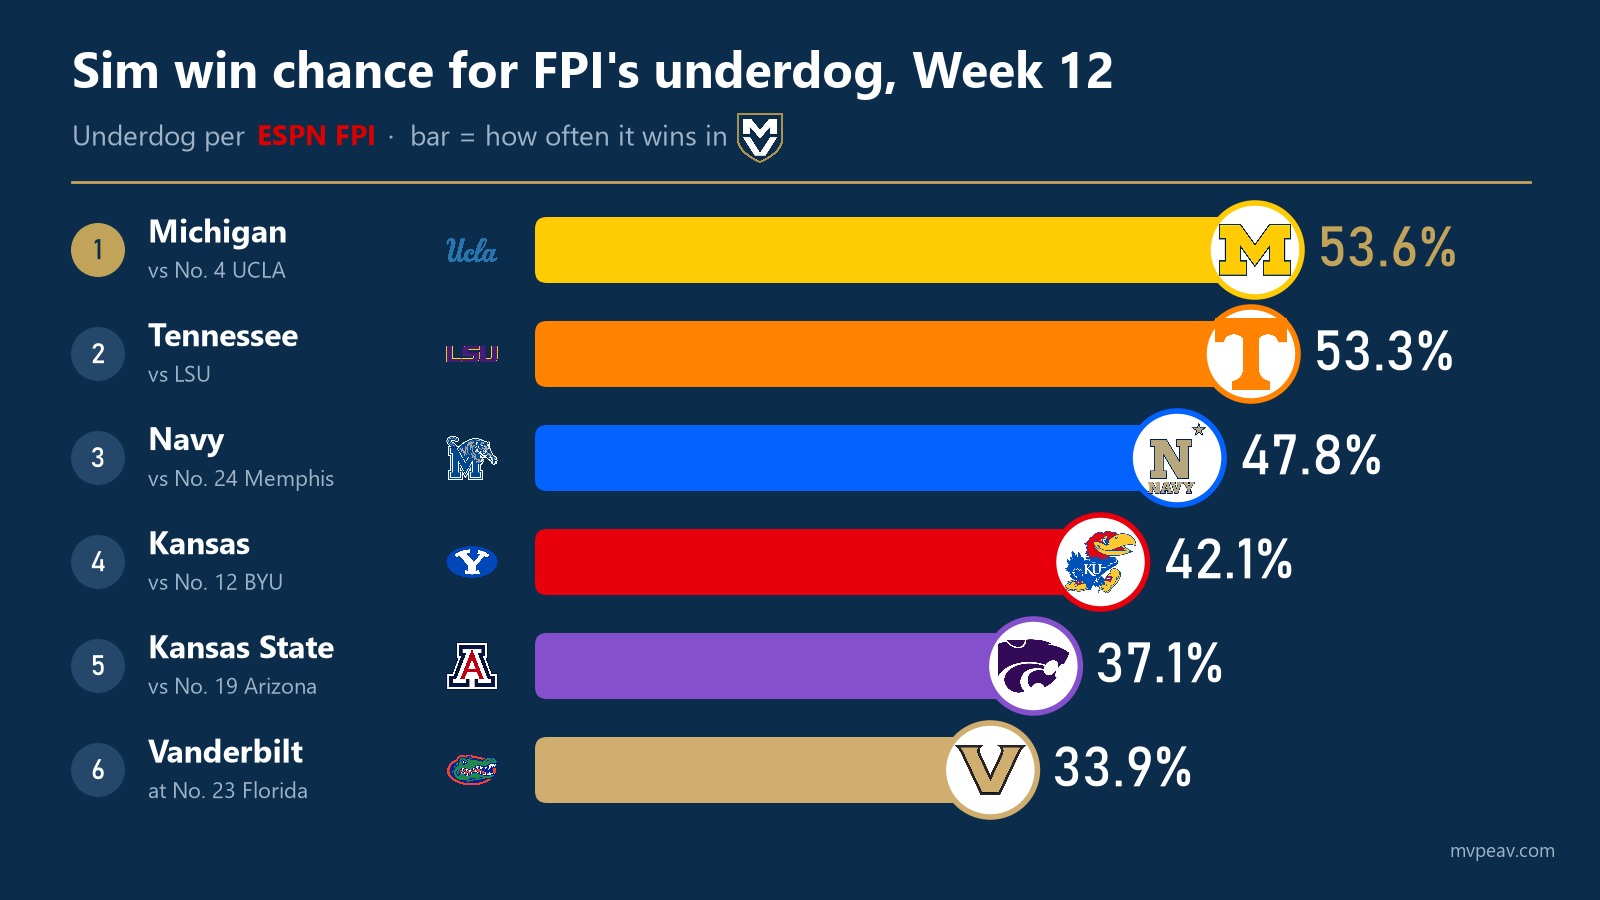 Sim win chance for FPI's underdog, Week 12
Underdog per ESPN FPI · bar = how often it wins in MV
1 Michigan Ucla M 53.6%
vs No. 4 UCLA
2 Tennessee LSU T 53.3%
vs LSU
3 Navy M N NAVY 47.8%
vs No. 24 Memphis
4 Kansas Y KU 42.1%
vs No. 12 BYU
5 Kansas State A 37.1%
vs No. 19 Arizona
6 Vanderbilt V 33.9%
at No. 23 Florida
mvpeav.com